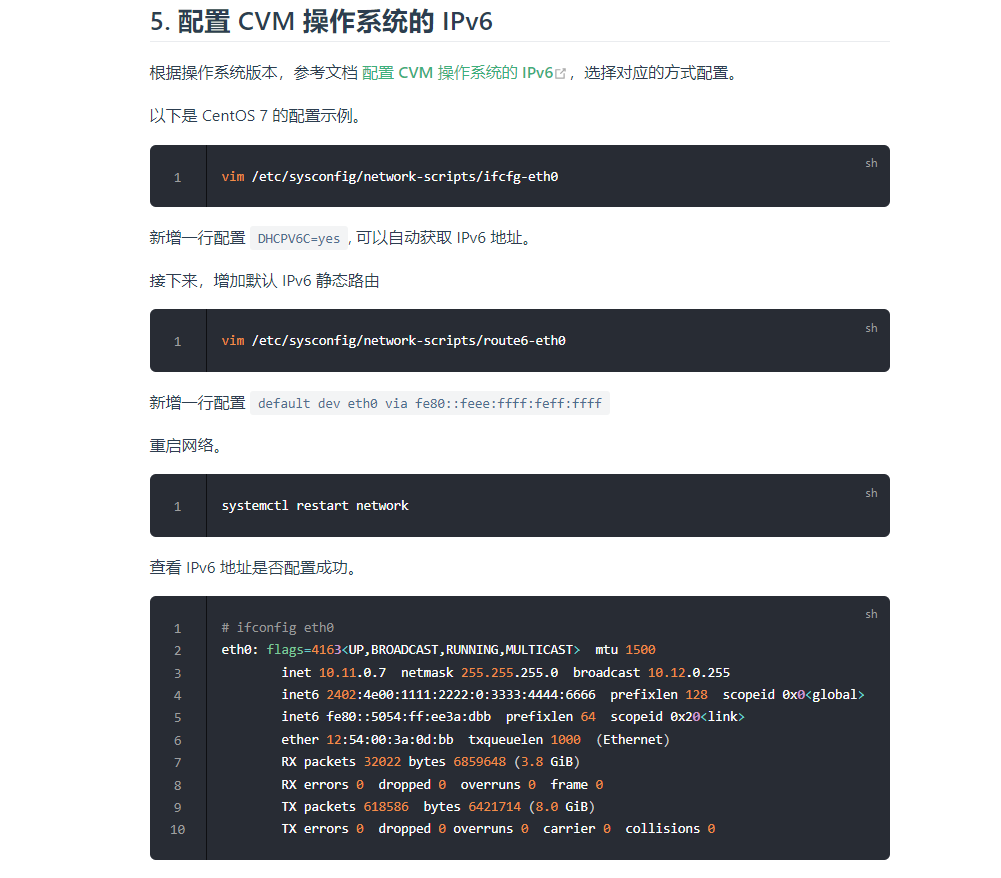 5. 配置 CVM 操作系统的 IPv6
根据操作系统版本，参考文档 配置 CVM 操作系统的 IPv6，选择对应的方式配置。
以下是 CentOS 7 的配置示例。
sh
1 vim /etc/sysconfig/network-scripts/ifcfg-eth0
新增一行配置 DHCPV6C=yes, 可以自动获取 IPv6 地址。
接下来，增加默认 IPv6 静态路由
sh
1 vim /etc/sysconfig/network-scripts/route6-eth0
新增一行配置 default dev eth0 via fe80::feee:ffff:feff:ffff
重启网络。
sh
1 systemctl restart network
查看 IPv6 地址是否配置成功。
sh
1 # ifconfig eth0
2 eth0: flags=4163<UP,BROADCAST,RUNNING,MULTICAST>  mtu 1500
3         inet 10.11.0.7  netmask 255.255.255.0  broadcast 10.12.0.255
4         inet6 2402:4e00:1111:2222:0:3333:4444:6666  prefixlen 128  scopeid 0x0<global>
5         inet6 fe80::5054:ff:ee3a:dbb  prefixlen 64  scopeid 0x20<link>
6         ether 12:54:00:3a:0d:bb  txqueuelen 1000  (Ethernet)
7         RX packets 32022 bytes 6859648 (3.8 GiB)
8         RX errors 0  dropped 0  overruns 0  frame 0
9         TX packets 618586  bytes 6421714 (8.0 GiB)
10         TX errors 0  dropped 0 overruns 0  carrier 0  collisions 0